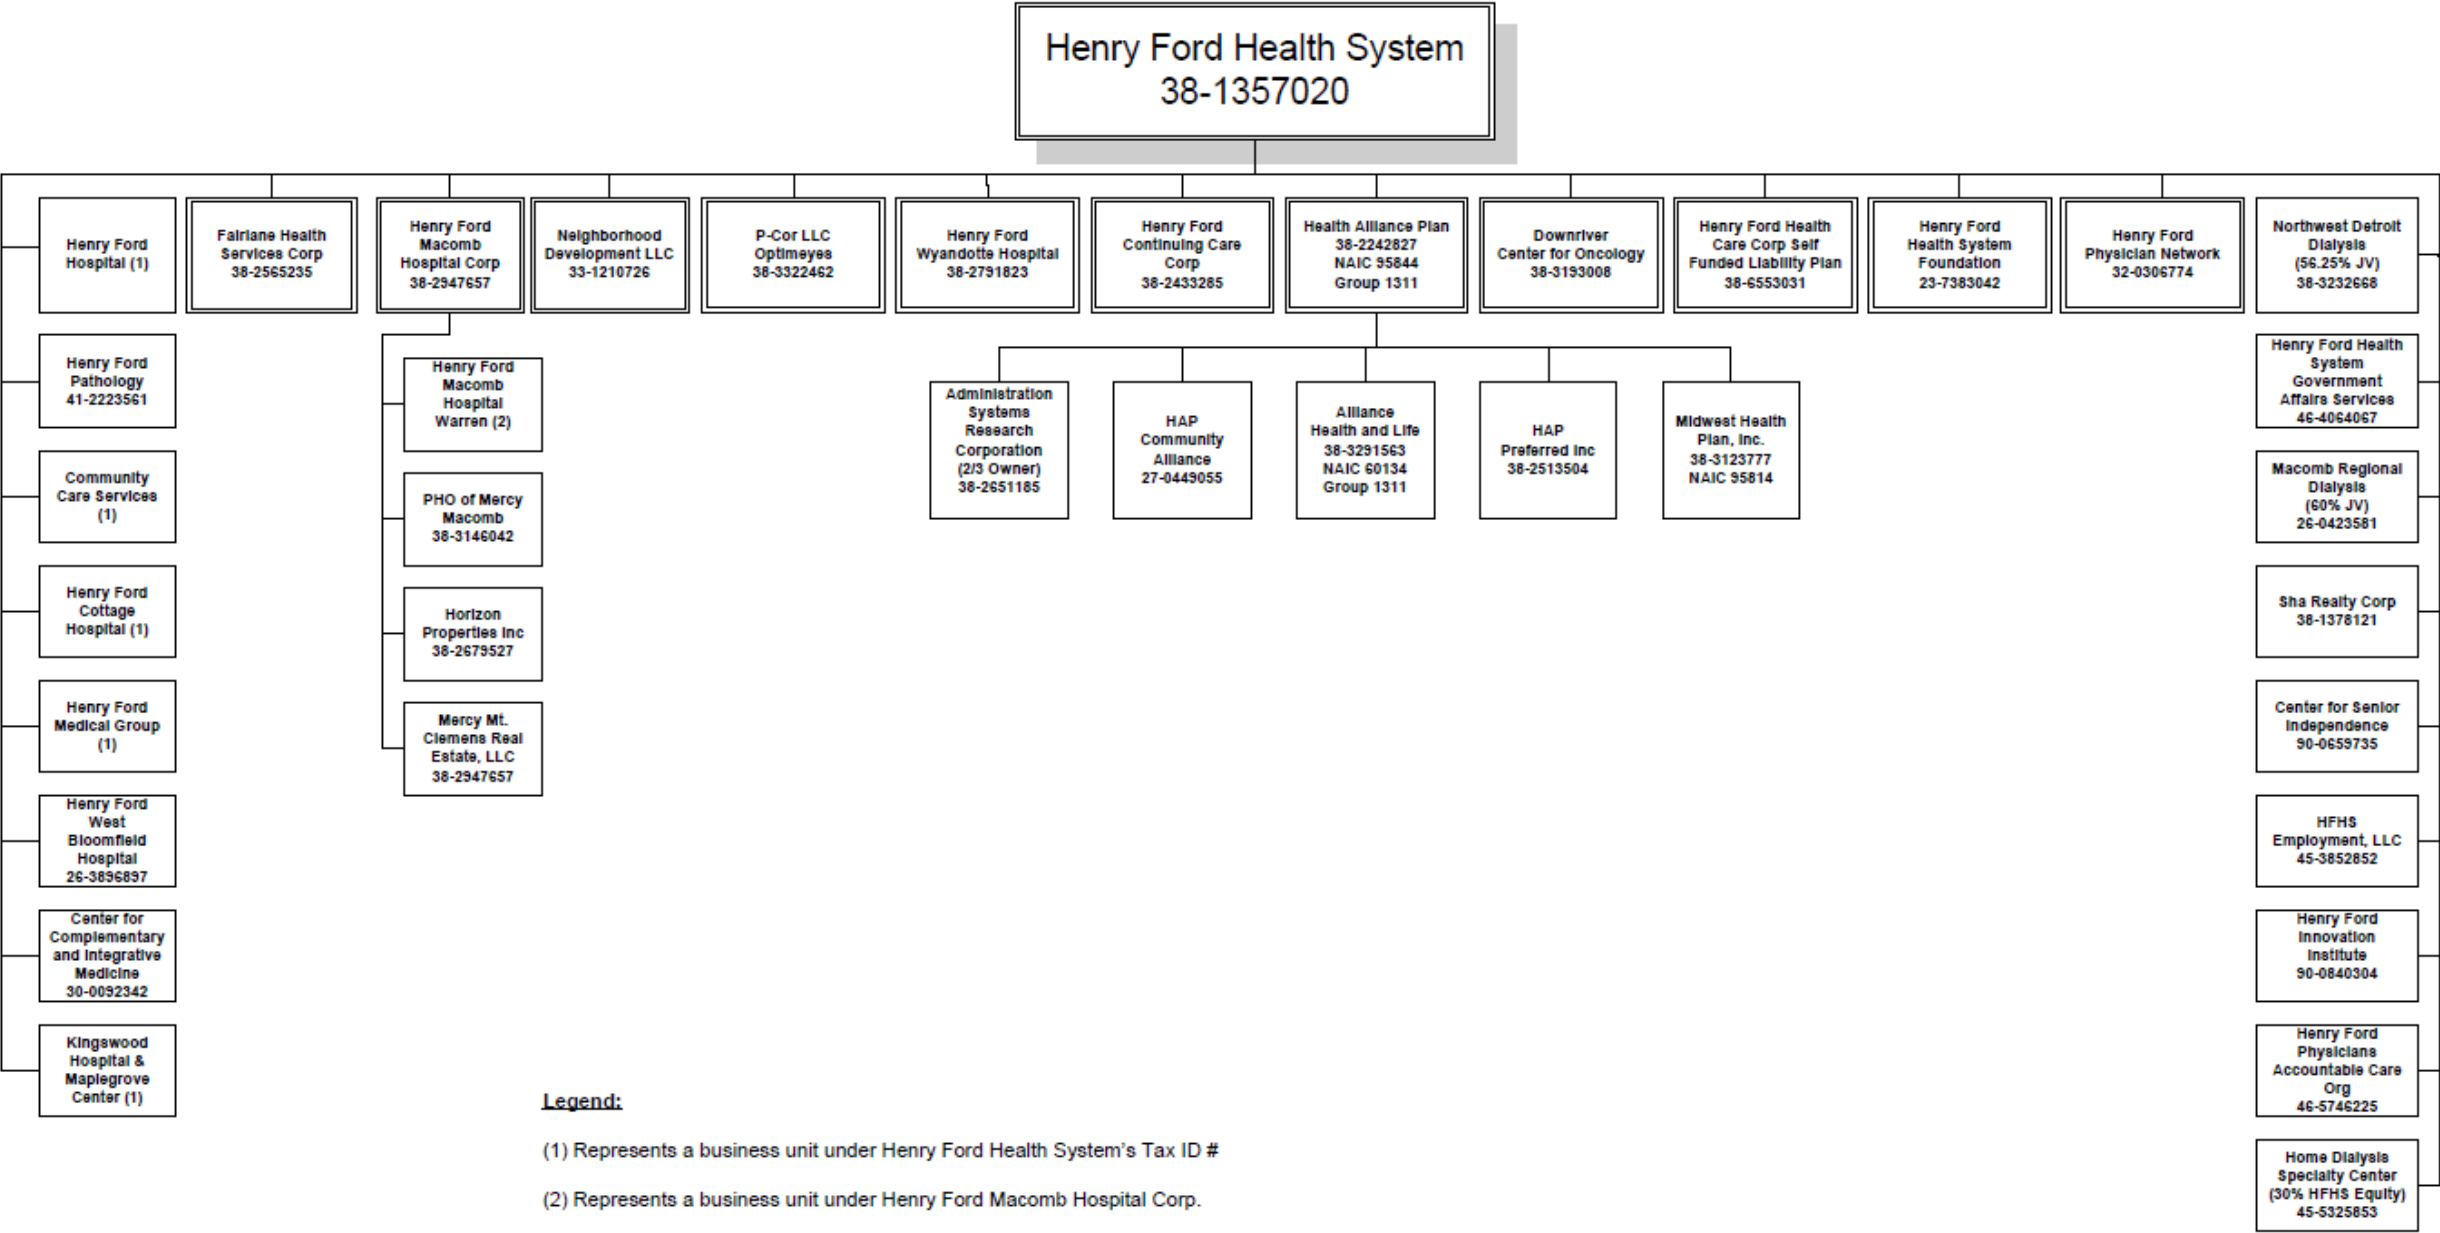 Henry Ford Health System
38-1357020
Henry Ford
Hospital (1)
Fairlane Health
Services Corp
38-2565235
Henry Ford
Macomb
Hospital Corp
38-2947657
Neighborhood
Development LLC
33-1210726
P-Cor LLC
Optimeyes
38-3322462
Henry Ford
Wyandotte Hospital
38-2791823
Henry Ford
Continuing Care
Corp
38-2433285
Health Alliance Plan
38-2242827
NAIC 95844
Group 1311
Downriver
Center for Oncology
38-3193008
Henry Ford Health
Care Corp Self
Funded Liability Plan
38-6553031
Henry Ford
Health System
Foundation
23-7383042
Henry Ford
Physician Network
32-0306774
Northwest Detroit
Dialysis
(56.25% JV)
38-3232668
Henry Ford
Pathology
41-2223561
Community
Care Services
(1)
Henry Ford
Cottage
Hospital (1)
Henry Ford
Medical Group
(1)
Henry Ford
West
Bloomfield
Hospital
26-3896897
Center for
Complementary
and Integrative
Medicine
30-0092342
Kingswood
Hospital &
Maplegrove
Center (1)
Henry Ford
Macomb
Hospital
Warren (2)
PHO of Mercy
Macomb
38-3146042
Horizon
Properties Inc
38-2679527
Mercy Mt.
Clemens Real
Estate, LLC
38-2947657
Administration
Systems
Research
Corporation
(2/3 Owner)
38-2651185
HAP
Community
Alliance
27-0449055
Alliance
Health and Life
38-3291563
NAIC 60134
Group 1311
HAP
Preferred Inc
38-2513504
Midwest Health
Plan, Inc.
38-3123777
NAIC 95814
Henry Ford Health
System
Government
Affairs Services
46-4064067
Macomb Regional
Dialysis
(60% JV)
26-0423581
Sha Realty Corp
38-1378121
Center for Senior
Independence
90-0659735
HFHS
Employment, LLC
45-3852852
Henry Ford
Innovation
Institute
90-0840304
Henry Ford
Physicians
Accountable Care
Org
46-5746225
Home Dialysis
Specialty Center
(30% HFHS Equity)
45-5325853
Legend:
(1) Represents a business unit under Henry Ford Health System's Tax ID #
(2) Represents a business unit under Henry Ford Macomb Hospital Corp.